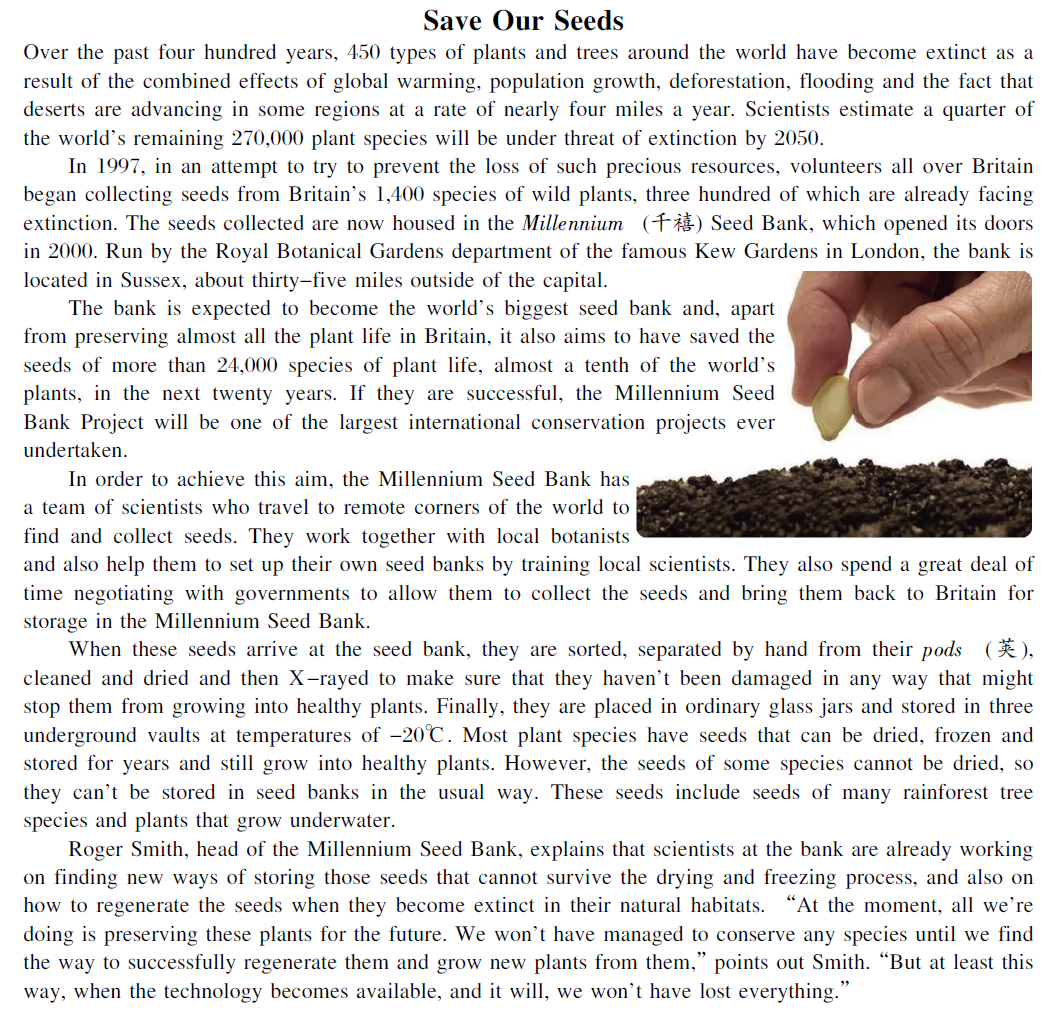 Save Our Seeds
Over the past four hundred years, 450 types of plants and trees around the world have become extinct as a
result of the combined effects of global warming, population growth, deforestation, flooding and the fact that
deserts are advancing in some regions at a rate of nearly four miles a year. Scientists estimate a quarter of
the world's remaining 270,000 plant species will be under threat of extinction by 2050.
In 1997, in an attempt to try to prevent the loss of such precious resources, volunteers all over Britain
began collecting seeds from Britain's 1,400 species of wild plants, three hundred of which are already facing
extinction. The seeds collected are now housed in the Millennium (千禧) Seed Bank, which opened its doors
in 2000. Run by the Royal Botanical Gardens department of the famous Kew Gardens in London, the bank is
located in Sussex, about thirty-five miles outside of the capital.
The bank is expected to become the world's biggest seed bank and, apart
from preserving almost all the plant life in Britain, it also aims to have saved the
seeds of more than 24,000 species of plant life, almost a tenth of the world's
plants, in the next twenty years. If they are successful, the Millennium Seed
Bank Project will be one of the largest international conservation projects ever
undertaken.
In order to achieve this aim, the Millennium Seed Bank has
a team of scientists who travel to remote corners of the world to
find and collect seeds. They work together with local botanists
and also help them to set up their own seed banks by training local scientists. They also spend a great deal of
time negotiating with governments to allow them to collect the seeds and bring them back to Britain for
storage in the Millennium Seed Bank.
When these seeds arrive at the seed bank, they are sorted, separated by hand from their pods (荚),
cleaned and dried and then X-rayed to make sure that they haven't been damaged in any way that might
stop them from growing into healthy plants. Finally, they are placed in ordinary glass jars and stored in three
underground vaults at temperatures of -20℃. Most plant species have seeds that can be dried, frozen and
stored for years and still grow into healthy plants. However, the seeds of some species cannot be dried, so
they can't be stored in seed banks in the usual way. These seeds include seeds of many rainforest tree
species and plants that grow underwater.
Roger Smith, head of the Millennium Seed Bank, explains that scientists at the bank are already working
on finding new ways of storing those seeds that cannot survive the drying and freezing process, and also on
how to regenerate the seeds when they become extinct in their natural habitats. “At the moment, all we're
doing is preserving these plants for the future. We won't have managed to conserve any species until we find
the way to successfully regenerate them and grow new plants from them,” points out Smith. “But at least this
way, when the technology becomes available, and it will, we won't have lost everything.”